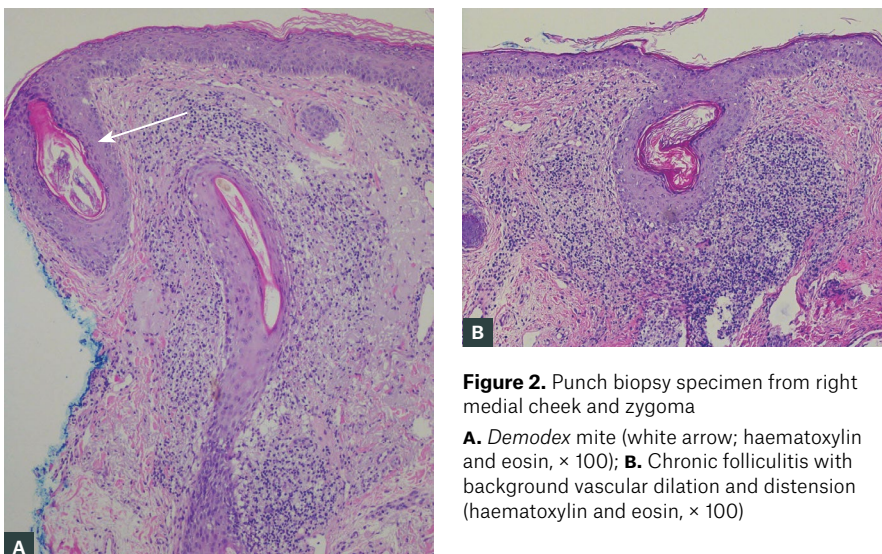 A
B
Figure 2. Punch biopsy specimen from right
medial cheek and zygoma
A. Demodex mite (white arrow; haematoxylin
and eosin, × 100); B. Chronic folliculitis with
background vascular dilation and distension
(haematoxylin and eosin, × 100)